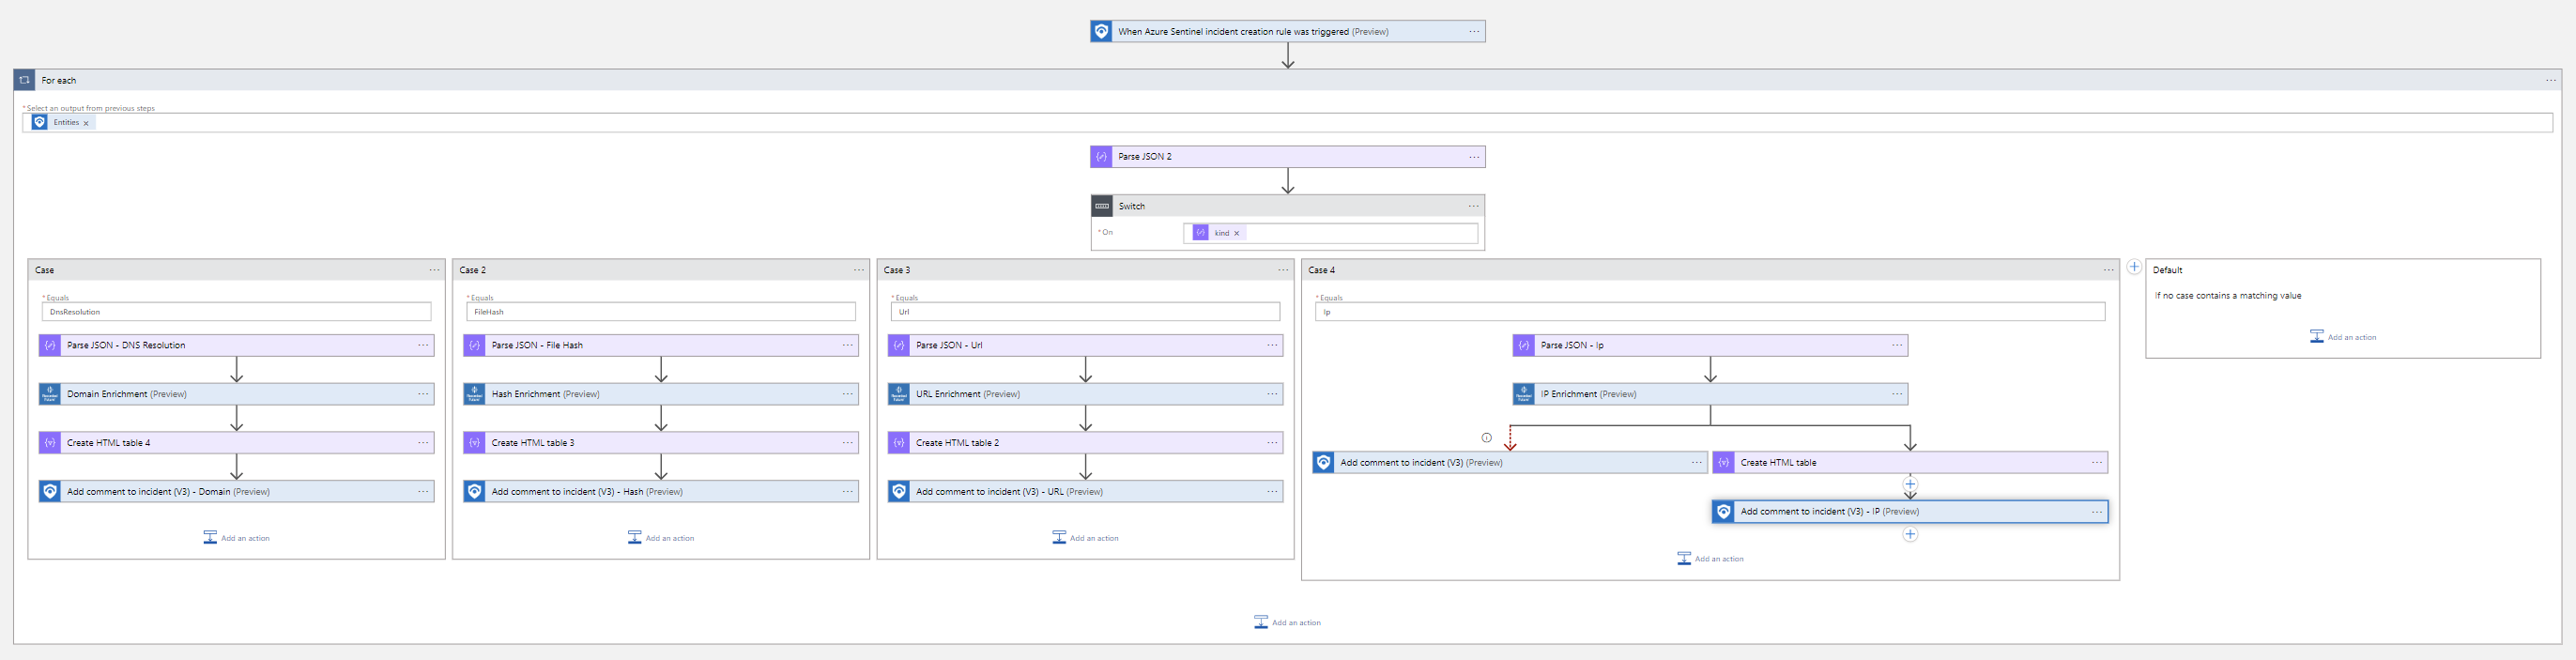 When Azure Sentinel incident creation rule was triggered (Preview)
For each
* Select an output from previous steps
Entities
Parse JSON 2
Switch
* On
kind
Case
* Equals
DnsResolution
Parse JSON - DNS Resolution
Domain Enrichment (Preview)
Create HTML table 4
Add comment to incident (V3) - Domain (Preview)
Add an action
Case 2
* Equals
FileHash
Parse JSON - File Hash
Hash Enrichment (Preview)
Create HTML table 3
Add comment to incident (V3) - Hash (Preview)
Add an action
Case 3
* Equals
Url
Parse JSON - Url
URL Enrichment (Preview)
Create HTML table 2
Add comment to incident (V3) - URL (Preview)
Add an action
Case 4
* Equals
Ip
Parse JSON - Ip
IP Enrichment (Preview)
Add comment to incident (V3) (Preview)
Create HTML table
Add comment to incident (V3) - IP (Preview)
Add an action
Default
If no case contains a matching value
Add an action
Add an action